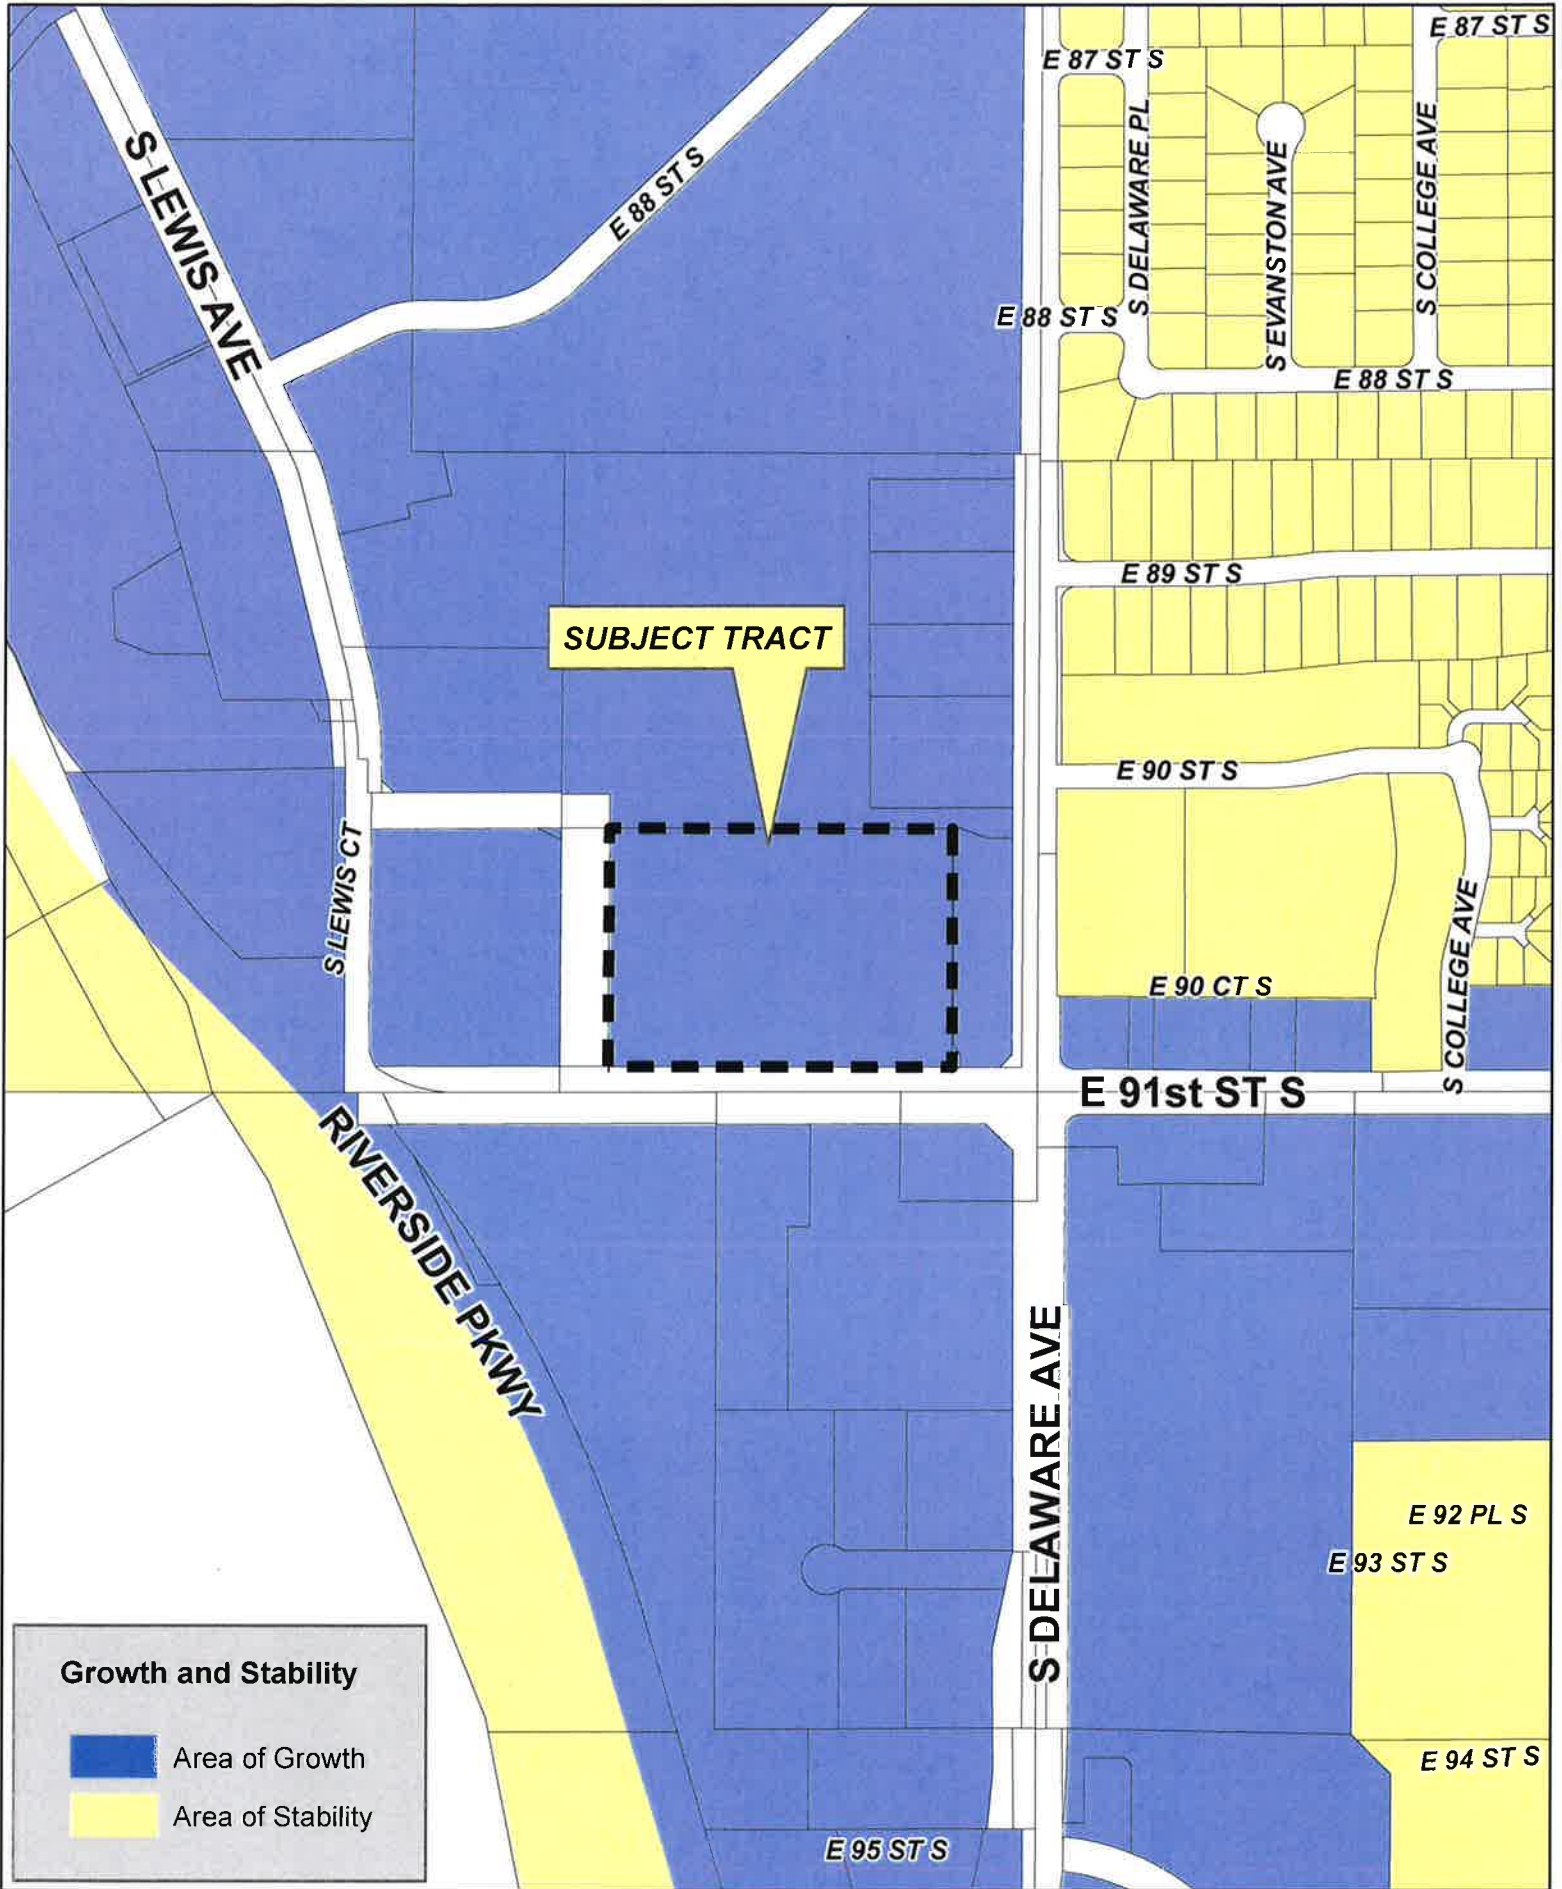 E 87 ST S
E 87 ST S
S LEWIS AVE
E 88 ST S
S DELAWARE PL
S EVANSTON AVE
S COLLEGE AVE
E 88 ST S
E 88 ST S
E 89 ST S
SUBJECT TRACT
E 90 ST S
S LEWIS CT
S COLLEGE AVE
E 90 CT S
E 91st ST S
RIVERSIDE PKWY
S DELAWARE AVE
E 92 PL S
E 93 ST S
E 94 ST S
E 95 ST S
Growth and Stability
Area of Growth
Area of Stability